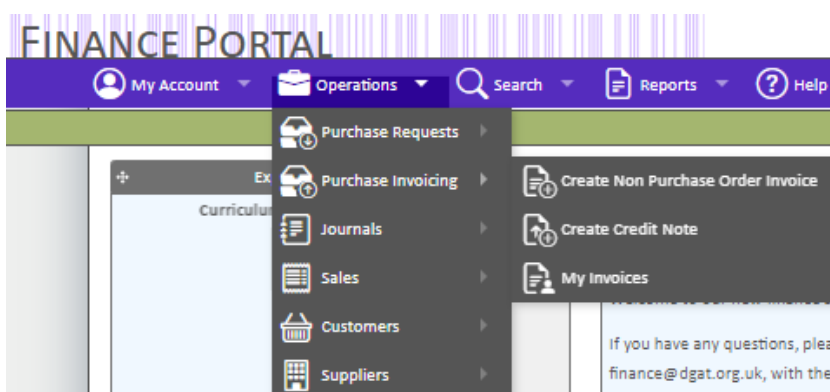 FINANCE PORTAL
My Account
Operations
Search
Reports
Help
Purchase Requests
Ex
Purchase Invoicing
Create Non Purchase Order Invoice
Curriculu
Journals
Create Credit Note
Sales
My Invoices
Customers
If you have any questions, plea
Suppliers
finance@dgat.org.uk, with the